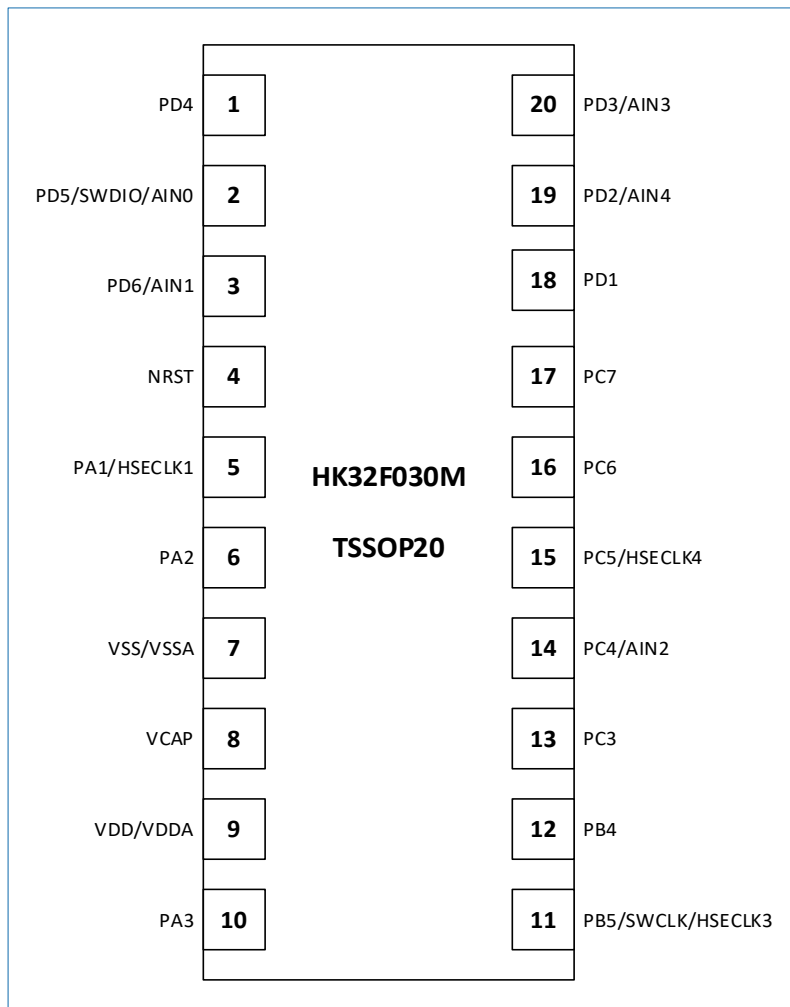 PD4 1 20 PD3/AIN3
PD5/SWDIO/AIN0 2 19 PD2/AIN4
PD6/AIN1 3 18 PD1
NRST 4 17 PC7
PA1/HSECLK1 5 16 PC6
HK32F030M
PA2 6 15 PC5/HSECLK4
TSSOP20
VSS/VSSA 7 14 PC4/AIN2
VCAP 8 13 PC3
VDD/VDDA 9 12 PB4
PA3 10 11 PB5/SWCLK/HSECLK3